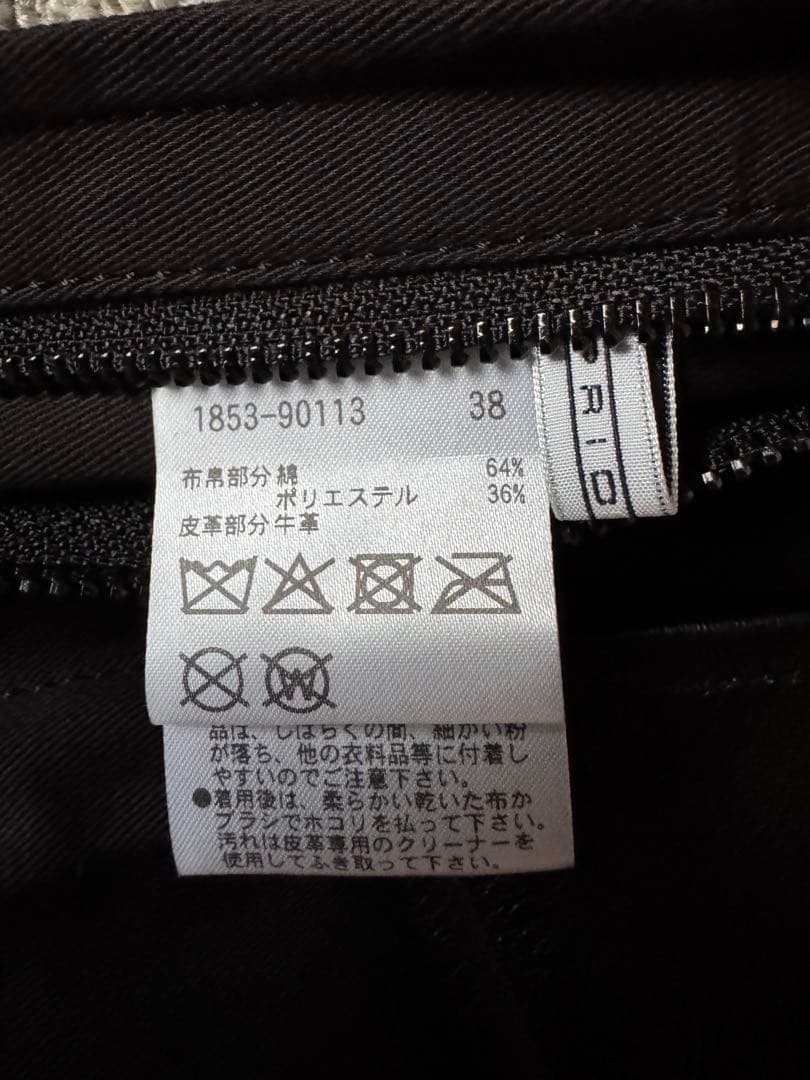 1853-90113 38
布帛部分 綿 64%
ポリエステル 36%
皮革部分 牛革
W
品は、しばらくの間、細かい粉
が落ち、他の衣料品等に付着し
やすいのでご注意下さい。
●着用後は、柔らかい乾いた布か
ブラシでホコリを払って下さい。
汚れは皮革専用のクリーナーを
使用してふき取って下さい。